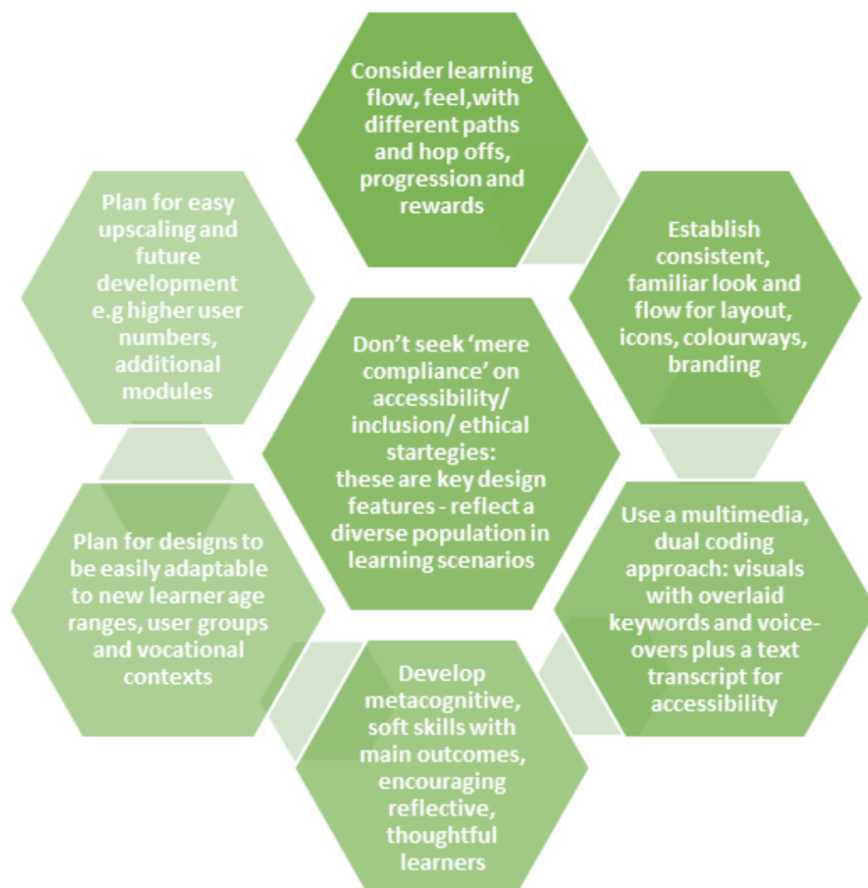 Consider learning
flow, feel,with
different paths
and hop offs,
progression and
rewards
Establish
consistent,
familiar look and
flow for layout,
icons, colourways,
branding
Use a multimedia,
dual coding
approach: visuals
with overlaid
keywords and voice-
overs plus a text
transcript for
accessibility
Develop
metacognitive,
soft skills with
main outcomes,
encouraging
reflective,
thoughtful
learners
Plan for designs to
be easily adaptable
to new learner age
ranges, user groups
and vocational
contexts
Plan for easy
upscaling and
future
development
e.g higher user
numbers,
additional
modules
Don't seek ‘mere
compliance’ on
accessibility/
inclusion/ ethical
startegies:
these are key design
features - reflect a
diverse population in
learning scenarios